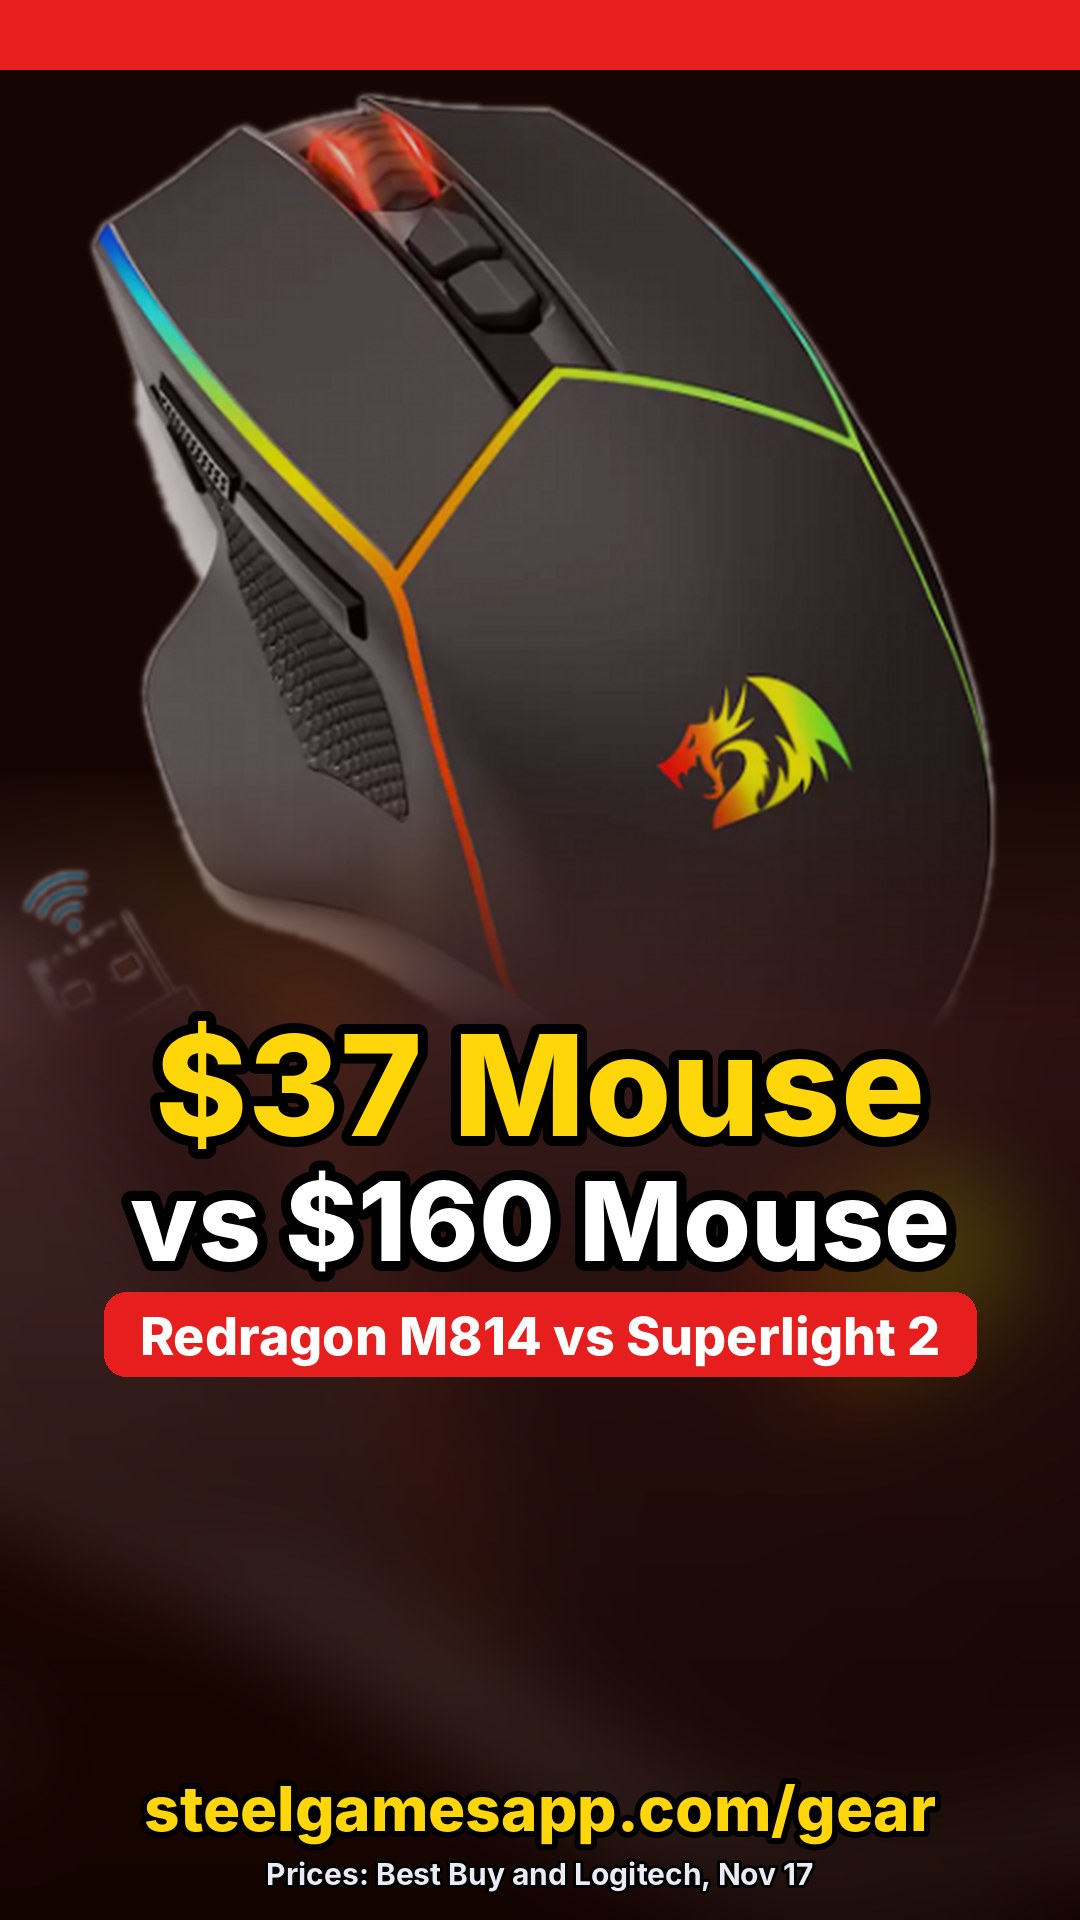 $37 Mouse
vs $160 Mouse
Redragon M814 vs Superlight 2
steelgamesapp.com/gear
Prices: Best Buy and Logitech, Nov 17